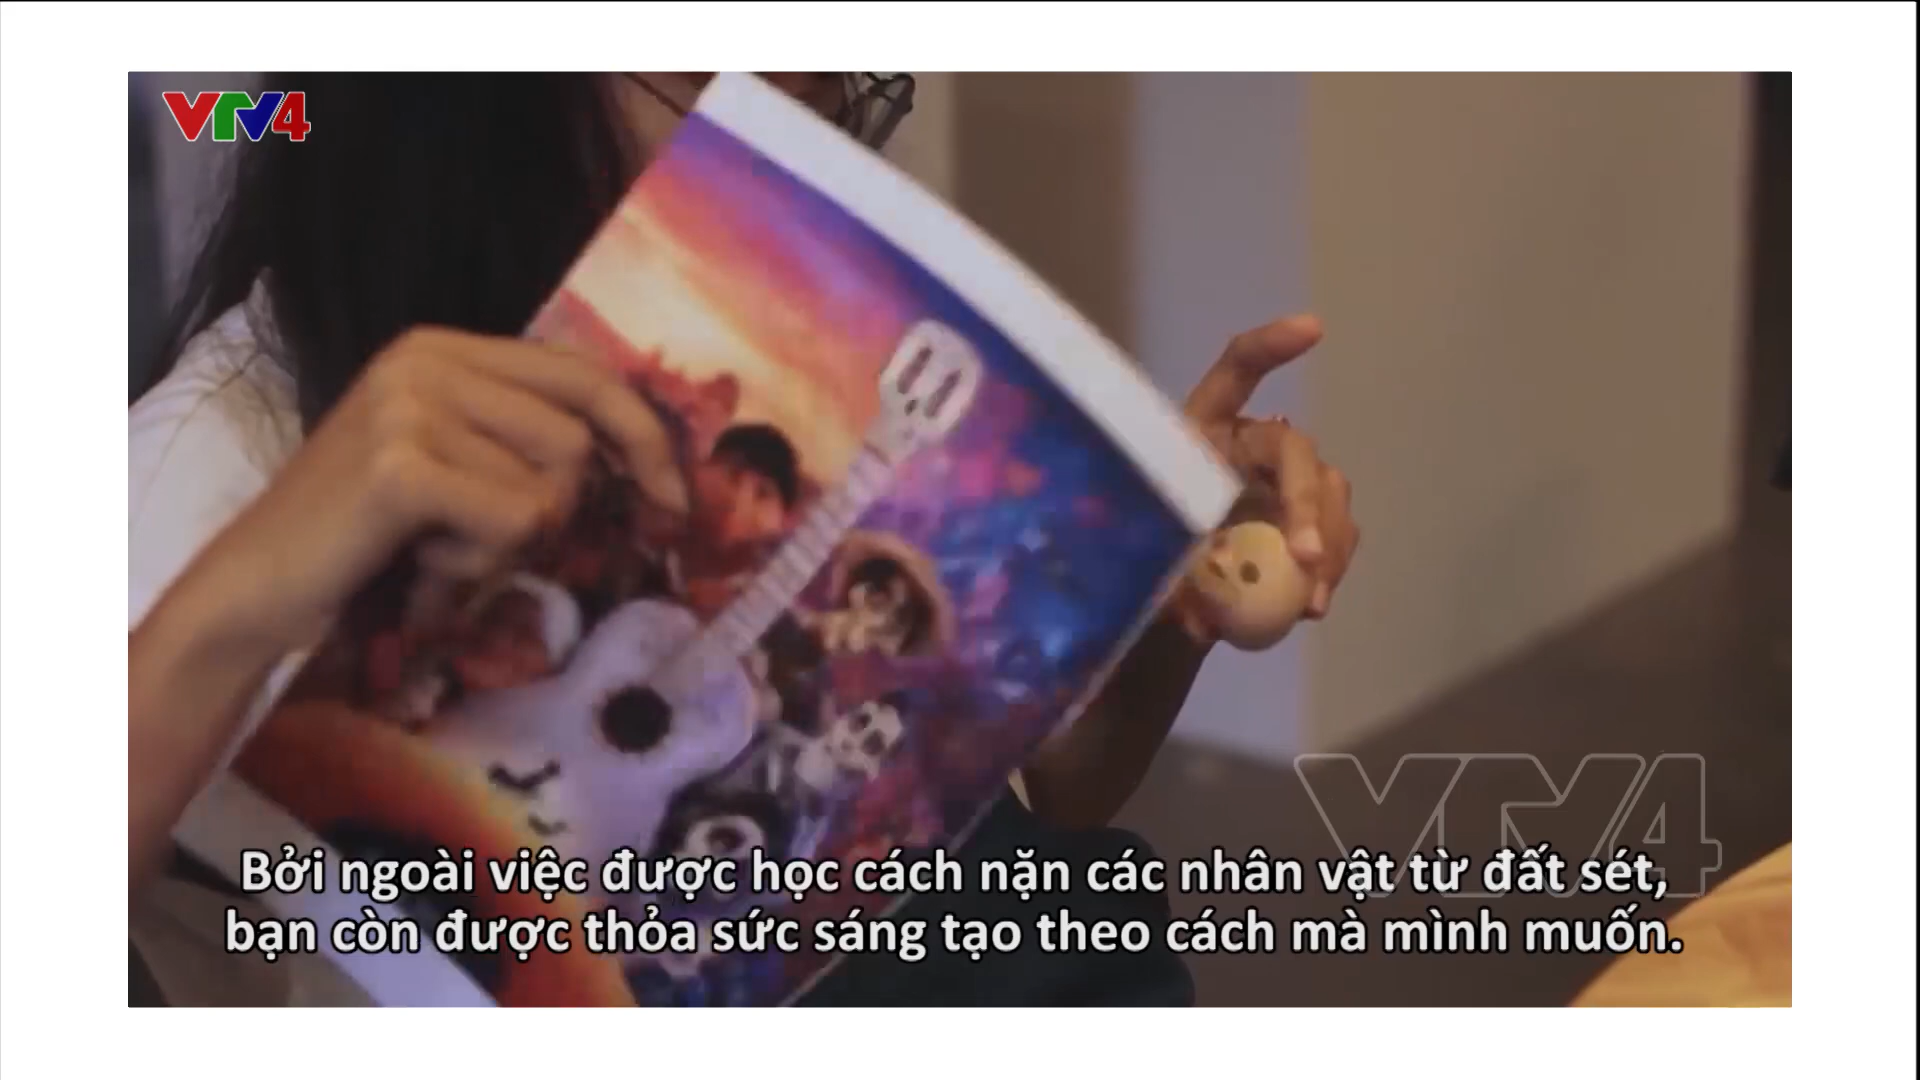 VTV4
VTV4
Bởi ngoài việc được học cách nặn các nhân vật từ đất sét,
bạn còn được thỏa sức sáng tạo theo cách mà mình muốn.